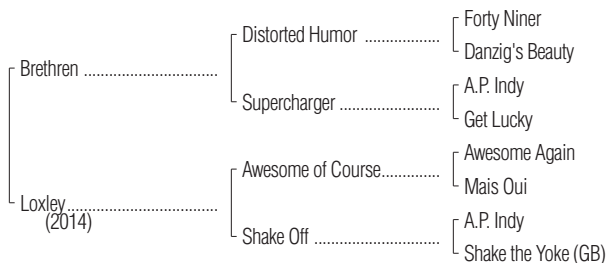 Forty Niner
Distorted Humor ..................
Danzig's Beauty
Brethren ................................
A.P. Indy
Supercharger ........................
Get Lucky
Awesome Again
Awesome of Course..............
Mais Oui
Loxley....................................
(2014)
A.P. Indy
Shake Off ..............................
Shake the Yoke (GB)